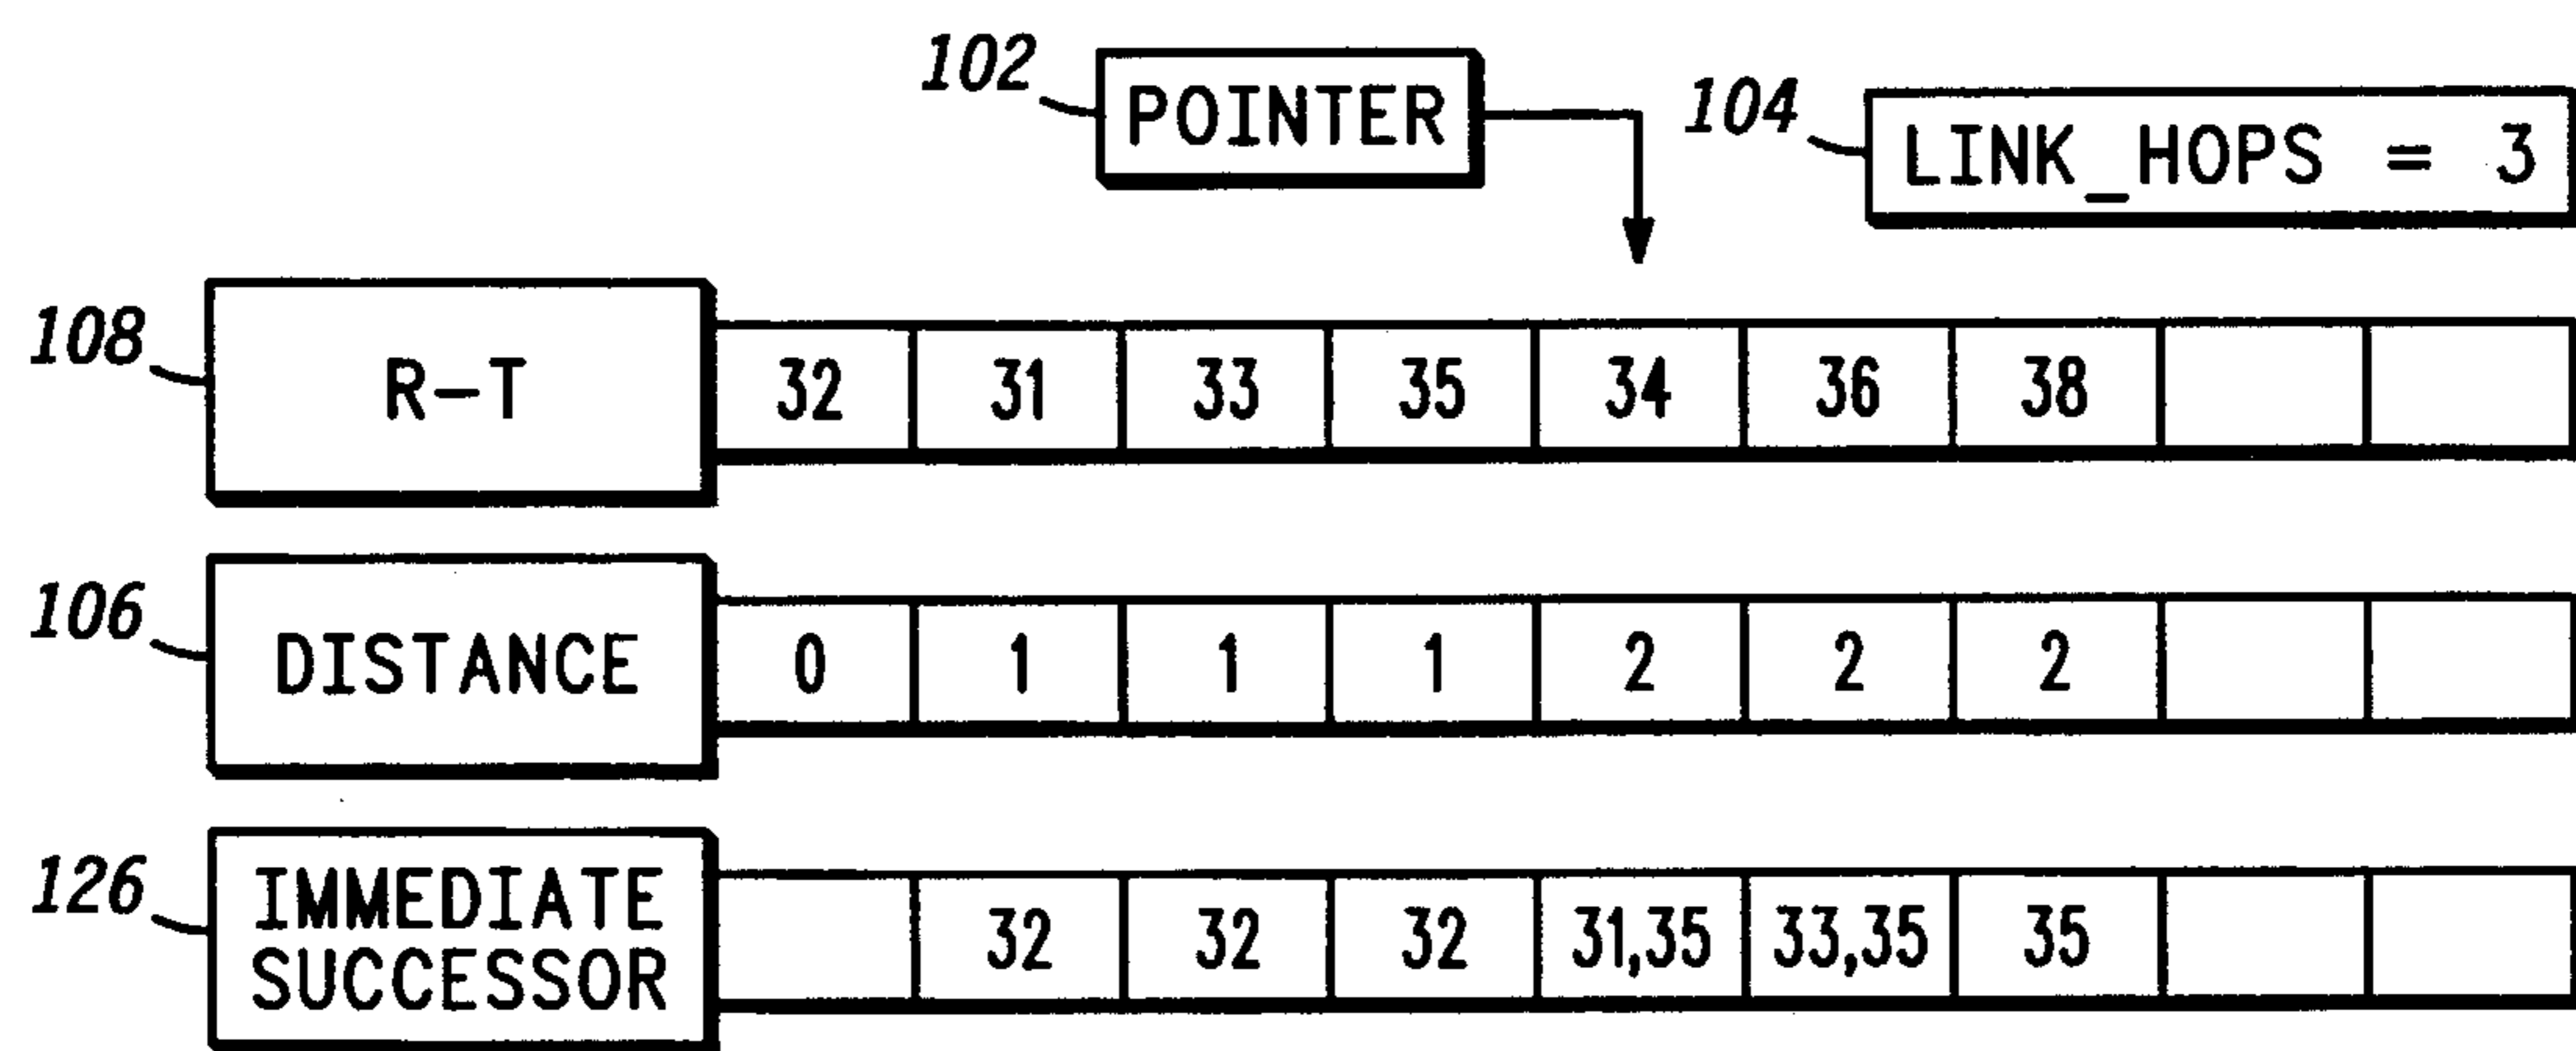 102 POINTER
104 LINK_HOPS = 3
108 R-T 32 31 33 35 34 36 38
106 DISTANCE 0 1 1 1 2 2 2
126 IMMEDIATE
SUCCESSOR 32 32 32 31,35 33,35 35